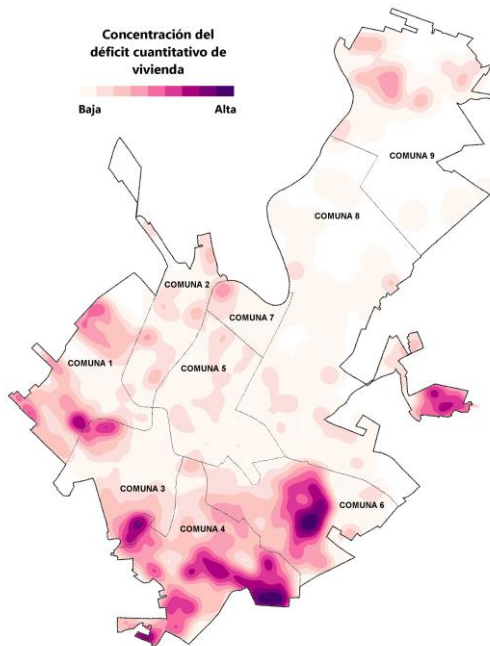 Concentración del
déficit cuantitativo de
vivienda
Baja Alta
COMUNA 9
COMUNA 8
COMUNA 2
COMUNA 7
COMUNA 1
COMUNA 5
COMUNA 3
COMUNA 6
COMUNA 4